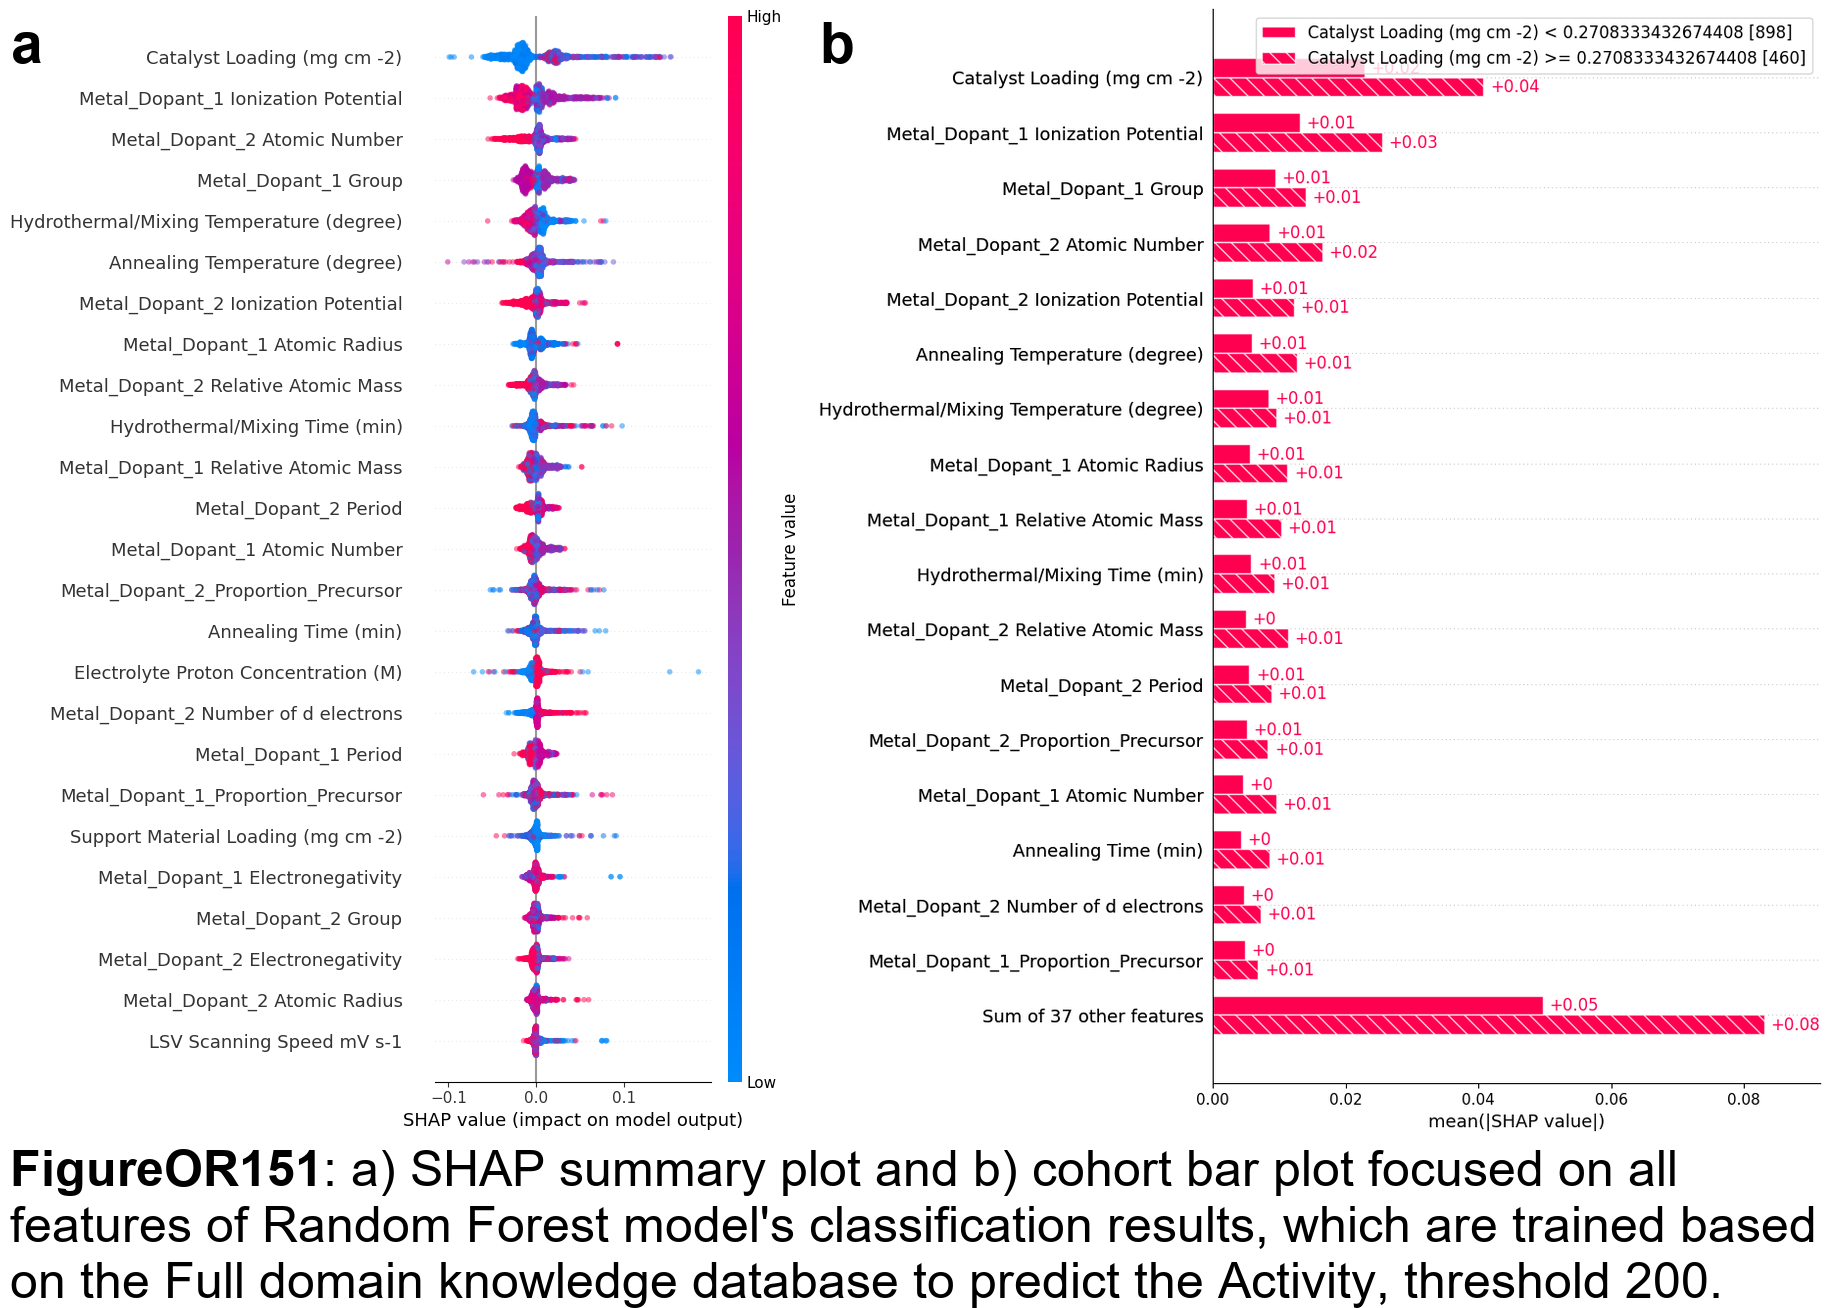 a
Catalyst Loading (mg cm -2)
Metal_Dopant_1 Ionization Potential
Metal_Dopant_2 Atomic Number
Metal_Dopant_1 Group
Hydrothermal/Mixing Temperature (degree)
Annealing Temperature (degree)
Metal_Dopant_2 Ionization Potential
Metal_Dopant_1 Atomic Radius
Metal_Dopant_2 Relative Atomic Mass
Hydrothermal/Mixing Time (min)
Metal_Dopant_1 Relative Atomic Mass
Metal_Dopant_2 Period
Metal_Dopant_1 Atomic Number
Metal_Dopant_2_Proportion_Precursor
Annealing Time (min)
Electrolyte Proton Concentration (M)
Metal_Dopant_2 Number of d electrons
Metal_Dopant_1 Period
Metal_Dopant_1_Proportion_Precursor
Support Material Loading (mg cm -2)
Metal_Dopant_1 Electronegativity
Metal_Dopant_2 Group
Metal_Dopant_2 Electronegativity
Metal_Dopant_2 Atomic Radius
LSV Scanning Speed mV s-1
−0.1 0.0 0.1
SHAP value (impact on model output)
High
Feature value
Low
b
Catalyst Loading (mg cm -2) < 0.2708333432674408 [898]
Catalyst Loading (mg cm -2) >= 0.2708333432674408 [460]
Catalyst Loading (mg cm -2)
+0.02
+0.04
Metal_Dopant_1 Ionization Potential
+0.01
+0.03
Metal_Dopant_1 Group
+0.01
+0.01
Metal_Dopant_2 Atomic Number
+0.01
+0.02
Metal_Dopant_2 Ionization Potential
+0.01
+0.01
Annealing Temperature (degree)
+0.01
+0.01
Hydrothermal/Mixing Temperature (degree)
+0.01
+0.01
Metal_Dopant_1 Atomic Radius
+0.01
+0.01
Metal_Dopant_1 Relative Atomic Mass
+0.01
+0.01
Hydrothermal/Mixing Time (min)
+0.01
+0.01
Metal_Dopant_2 Relative Atomic Mass
+0
+0.01
Metal_Dopant_2 Period
+0.01
+0.01
Metal_Dopant_2_Proportion_Precursor
+0.01
+0.01
Metal_Dopant_1 Atomic Number
+0
+0.01
Annealing Time (min)
+0
+0.01
Metal_Dopant_2 Number of d electrons
+0
+0.01
Metal_Dopant_1_Proportion_Precursor
+0
+0.01
Sum of 37 other features
+0.05
+0.08
0.00 0.02 0.04 0.06 0.08
mean(|SHAP value|)
FigureOR151: a) SHAP summary plot and b) cohort bar plot focused on all
features of Random Forest model's classification results, which are trained based
on the Full domain knowledge database to predict the Activity, threshold 200.